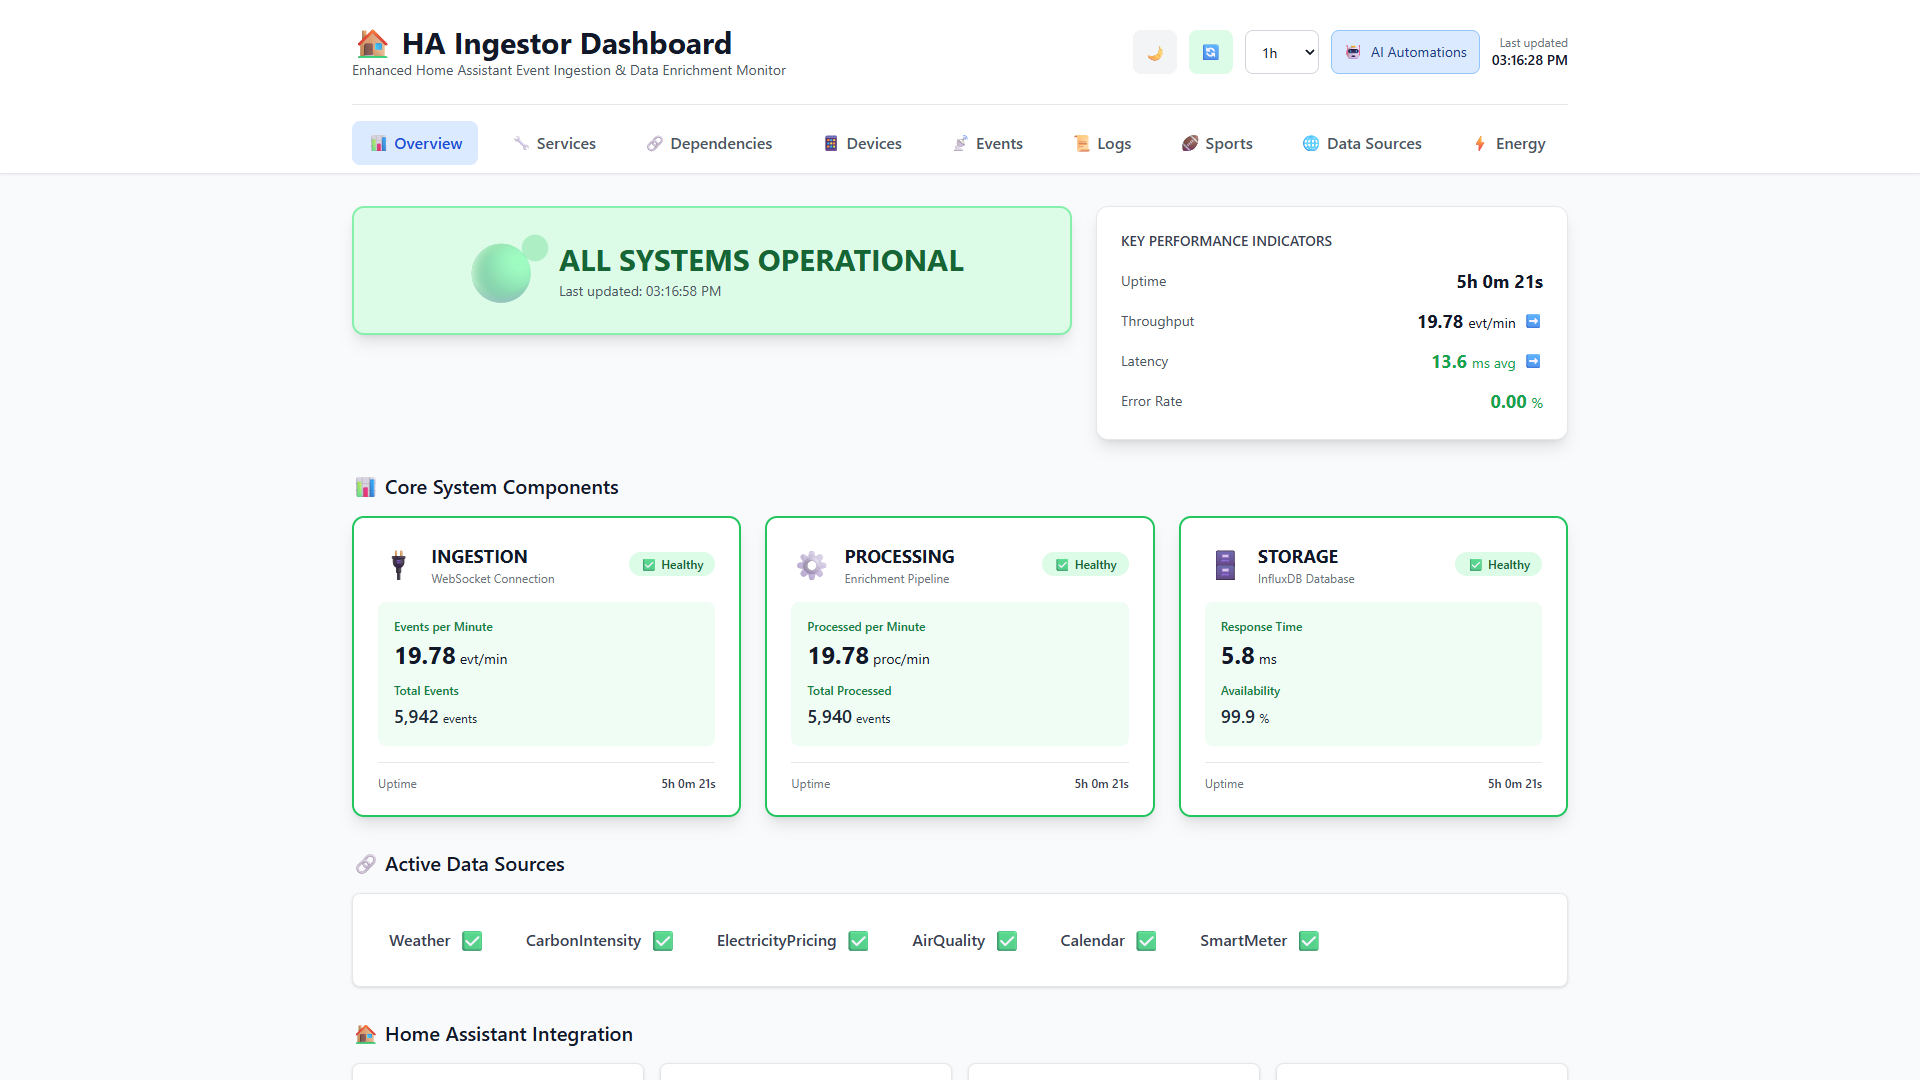 HA Ingestor Dashboard
Enhanced Home Assistant Event Ingestion & Data Enrichment Monitor
1h
AI Automations
Last updated
03:16:28 PM
Overview
Services
Dependencies
Devices
Events
Logs
Sports
Data Sources
Energy
ALL SYSTEMS OPERATIONAL
Last updated: 03:16:58 PM
KEY PERFORMANCE INDICATORS
Uptime 5h 0m 21s
Throughput 19.78 evt/min
Latency 13.6 ms avg
Error Rate 0.00 %
Core System Components
INGESTION
WebSocket Connection
Healthy
Events per Minute
19.78 evt/min
Total Events
5,942 events
Uptime 5h 0m 21s
PROCESSING
Enrichment Pipeline
Healthy
Processed per Minute
19.78 proc/min
Total Processed
5,940 events
Uptime 5h 0m 21s
STORAGE
InfluxDB Database
Healthy
Response Time
5.8 ms
Availability
99.9 %
Uptime 5h 0m 21s
Active Data Sources
Weather
CarbonIntensity
ElectricityPricing
AirQuality
Calendar
SmartMeter
Home Assistant Integration